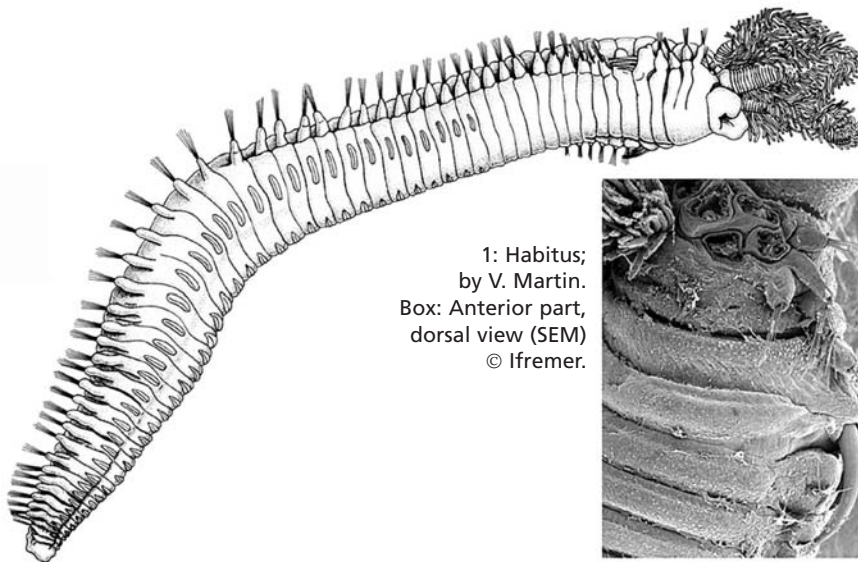 1: Habitus;
by V. Martin.
Box: Anterior part,
dorsal view (SEM)
© Ifremer.